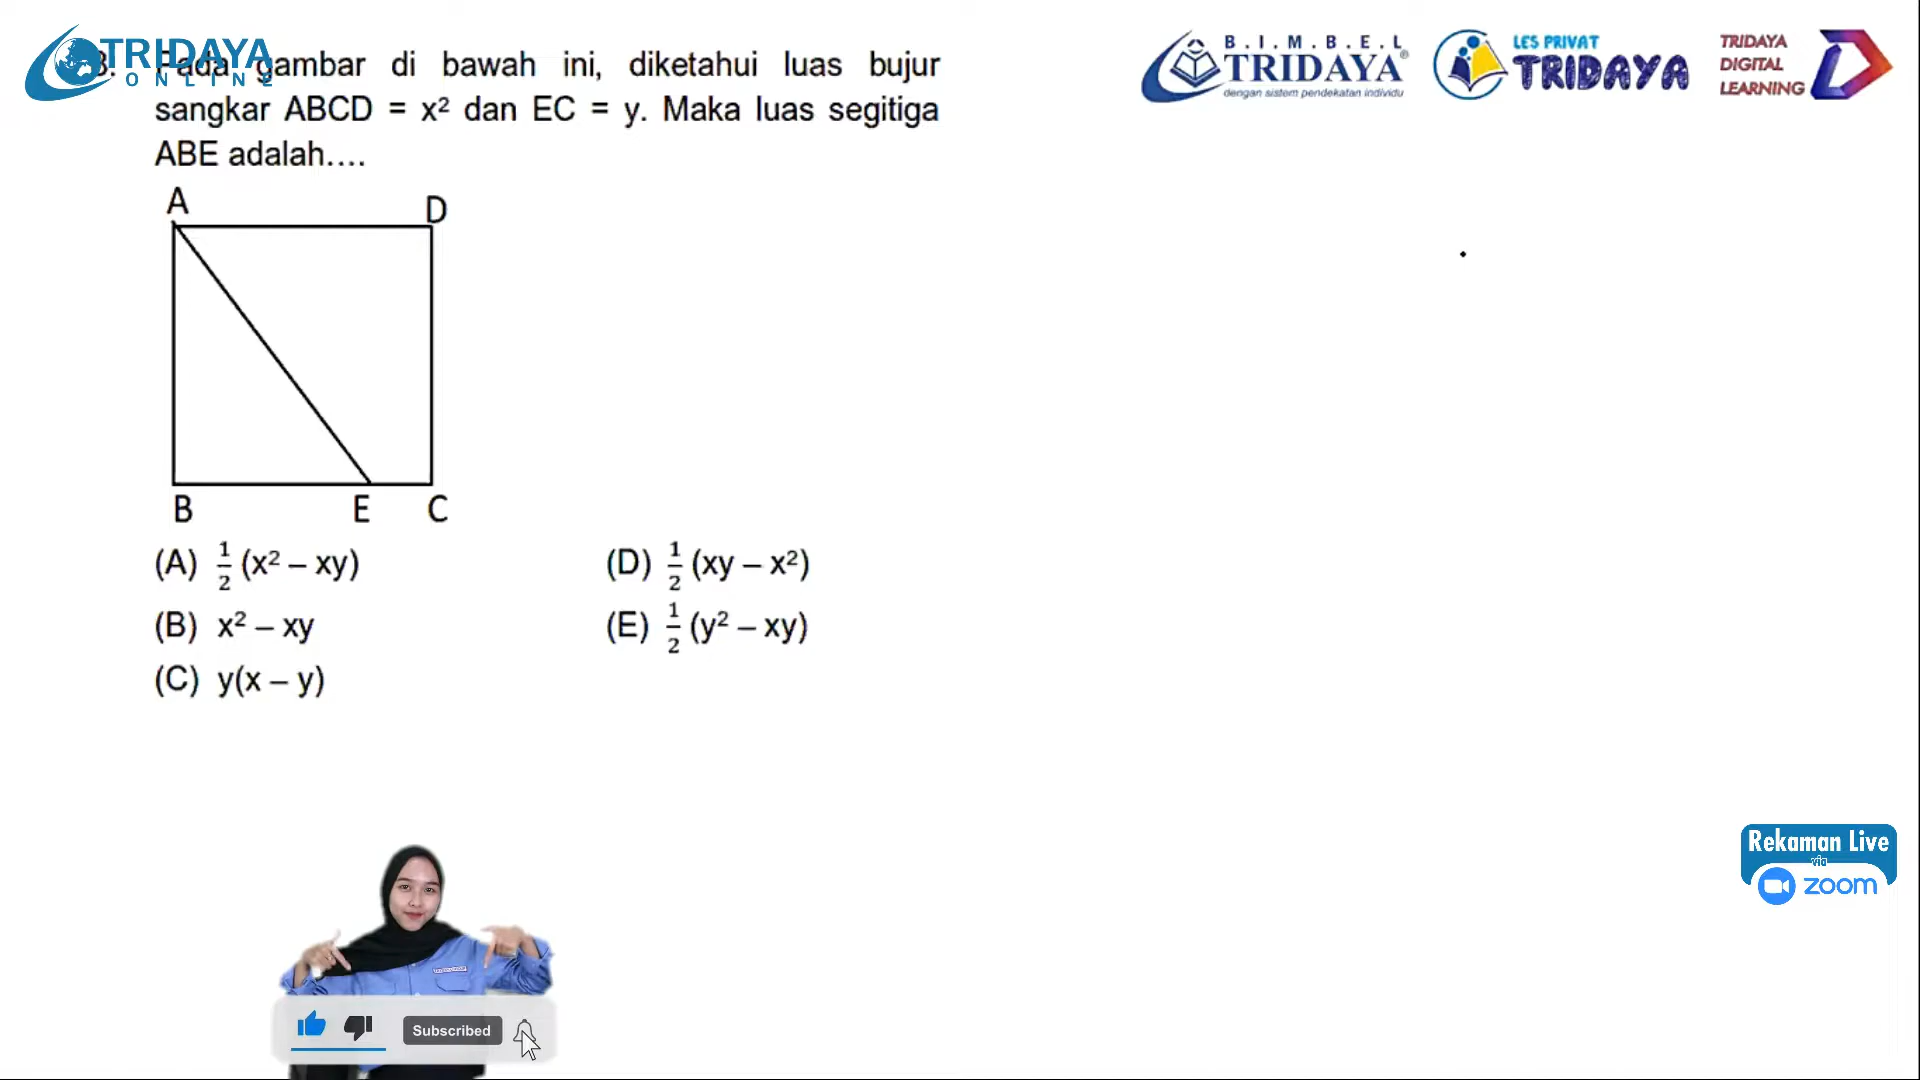 TRIDAYA
ONLINE
3. Pada gambar di bawah ini, diketahui luas bujur
sangkar ABCD = x² dan EC = y. Maka luas segitiga
ABE adalah....
B.I.M.B.E.L
TRIDAYA®
dengan sistem pendekatan individu
LES PRIVAT
TRIDAYA
TRIDAYA
DIGITAL
LEARNING
A
D
B
E
C
(A) 1/2 (x² – xy)
(B) x² – xy
(C) y(x – y)
(D) 1/2 (xy – x²)
(E) 1/2 (y² – xy)
Rekaman Live
via
zoom
Subscribed